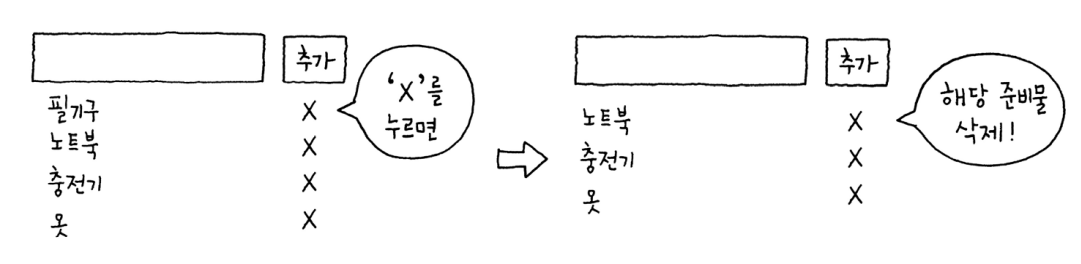 추가
필기구 X
노트북 X
충전기 X
옷 X
'X'를
누르면
추가
노트북 X
충전기 X
옷 X
해당 준비물
삭제!